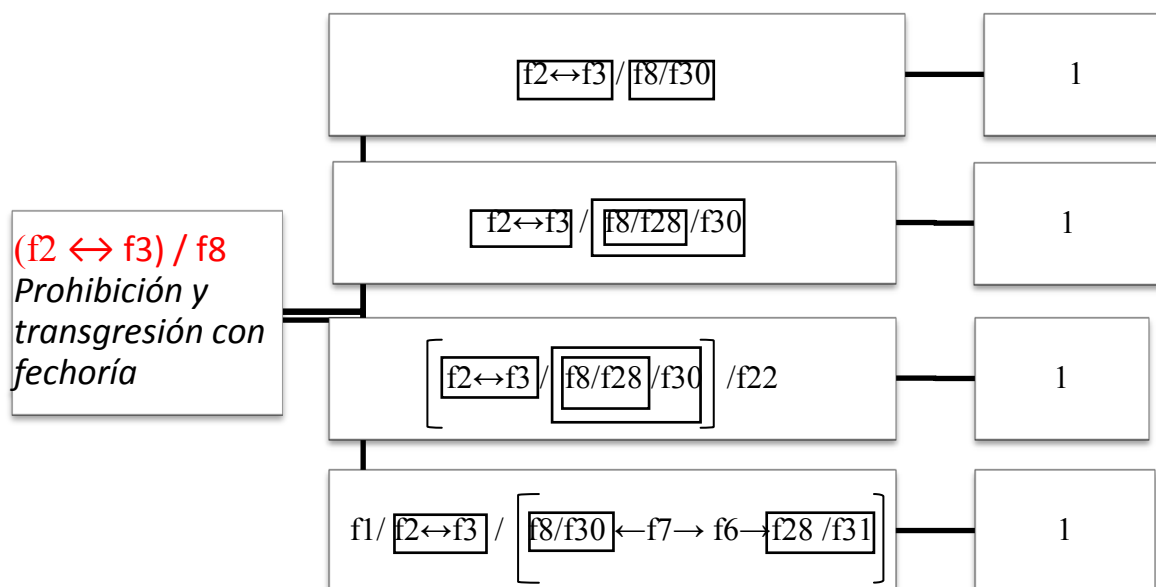 f2↔f3 / f8/f30
1
f2↔f3 / f8/f28 /f30
1
(f2 ↔ f3) / f8
Prohibición y
transgresión con
fechoría
[ f2↔f3 / f8/f28 /f30 ] /f22
1
f1/ f2↔f3 / [ f8/f30 ←f7→ f6→ f28 /f31 ]
1